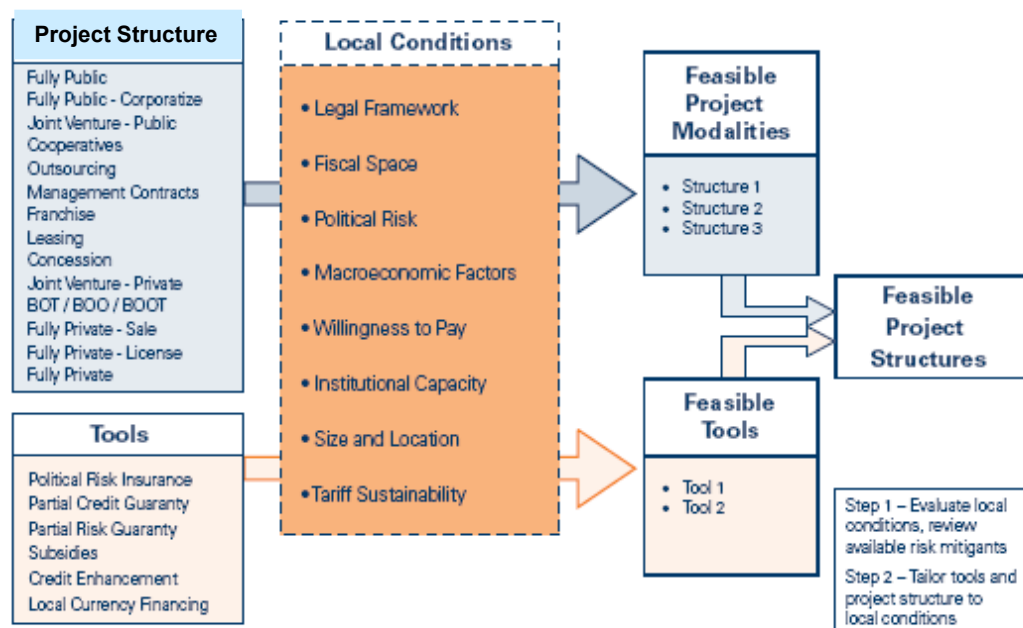 Project Structure
Fully Public
Fully Public - Corporatize
Joint Venture - Public
Cooperatives
Outsourcing
Management Contracts
Franchise
Leasing
Concession
Joint Venture - Private
BOT / BOO / BOOT
Fully Private - Sale
Fully Private - License
Fully Private
Tools
Political Risk Insurance
Partial Credit Guaranty
Partial Risk Guaranty
Subsidies
Credit Enhancement
Local Currency Financing
Local Conditions
• Legal Framework
• Fiscal Space
• Political Risk
• Macroeconomic Factors
• Willingness to Pay
• Institutional Capacity
• Size and Location
• Tariff Sustainability
Feasible
Project
Modalities
• Structure 1
• Structure 2
• Structure 3
Feasible
Tools
• Tool 1
• Tool 2
Feasible
Project
Structures
Step 1 – Evaluate local
conditions, review
available risk mitigants
Step 2 – Tailor tools and
project structure to
local conditions